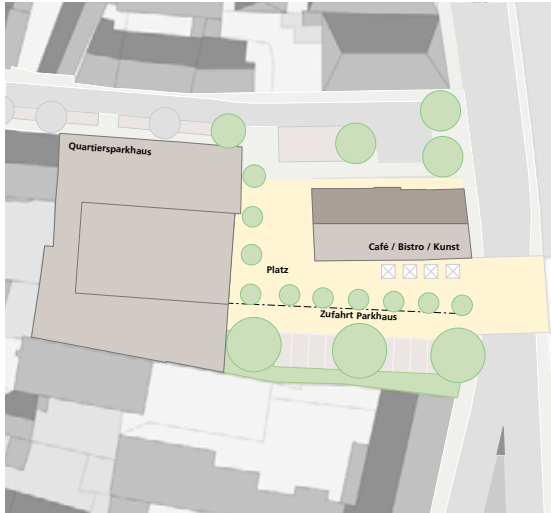 Quartiersparkhaus
Café / Bistro / Kunst
Platz
Zufahrt Parkhaus